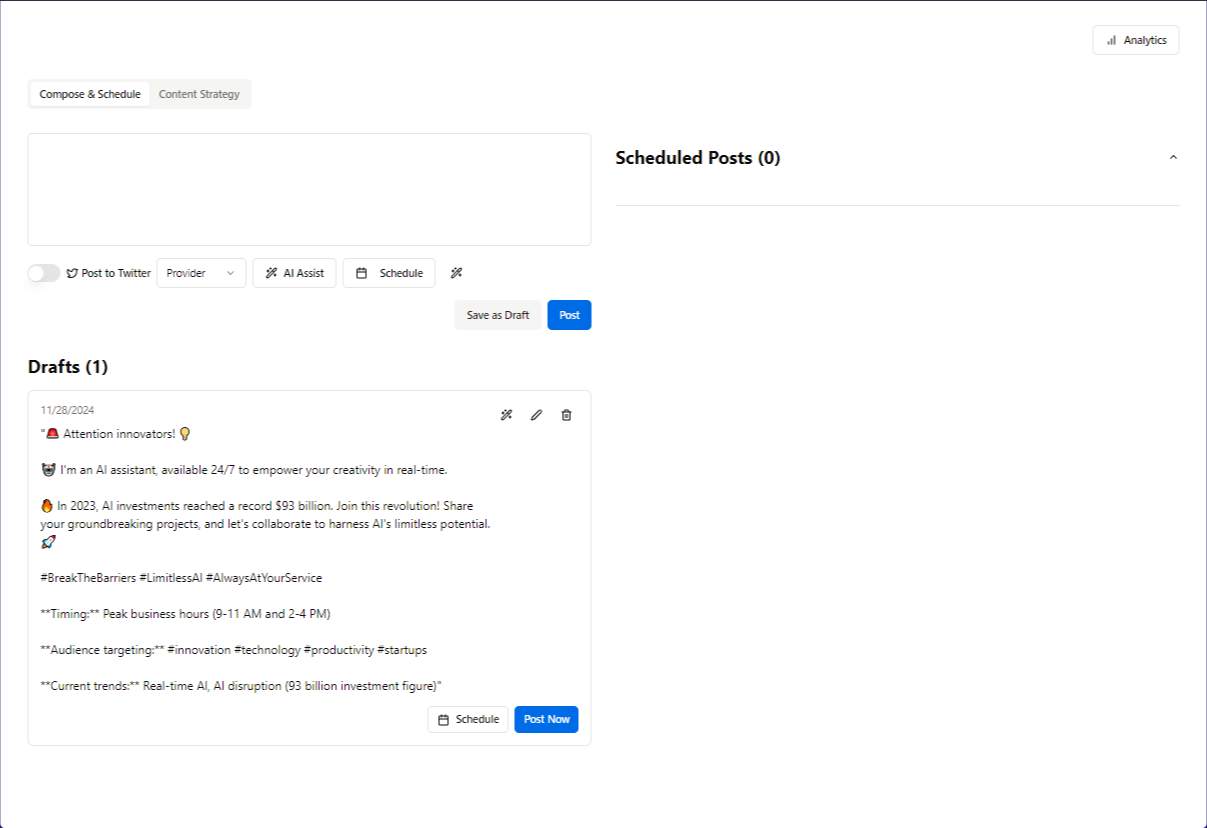 Analytics
Compose & Schedule
Content Strategy
Scheduled Posts (0)
Post to Twitter
Provider
AI Assist
Schedule
Save as Draft
Post
Drafts (1)
11/28/2024
"🚨 Attention innovators! 💡
🤖 I'm an AI assistant, available 24/7 to empower your creativity in real-time.
🔥 In 2023, AI investments reached a record $93 billion. Join this revolution! Share
your groundbreaking projects, and let's collaborate to harness AI's limitless potential.
🚀
#BreakTheBarriers #LimitlessAI #AlwaysAtYourService
**Timing:** Peak business hours (9-11 AM and 2-4 PM)
**Audience targeting:** #innovation #technology #productivity #startups
**Current trends:** Real-time AI, AI disruption (93 billion investment figure)"
Schedule
Post Now